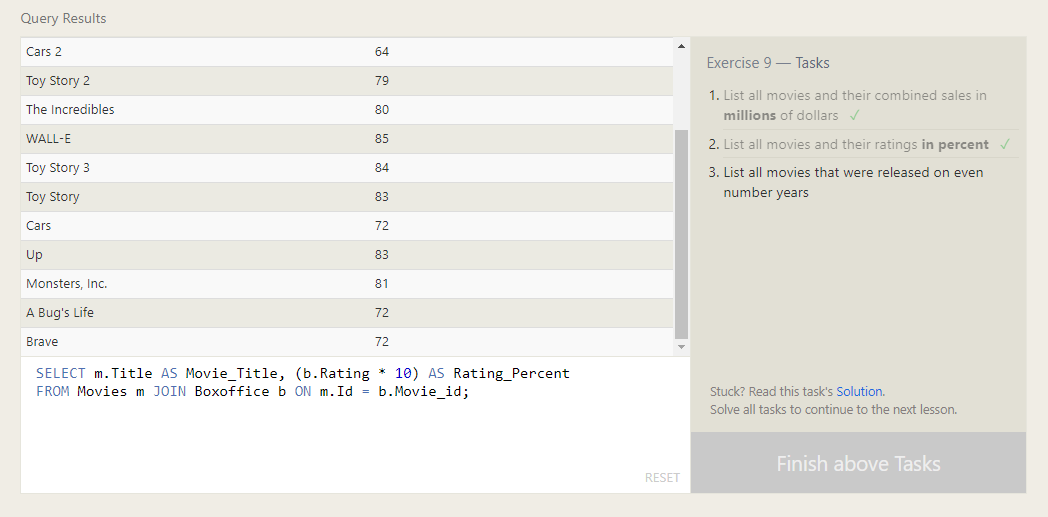 Query Results
Cars 2 64
Toy Story 2 79
The Incredibles 80
WALL-E 85
Toy Story 3 84
Toy Story 83
Cars 72
Up 83
Monsters, Inc. 81
A Bug's Life 72
Brave 72
SELECT m.Title AS Movie_Title, (b.Rating * 10) AS Rating_Percent
FROM Movies m JOIN Boxoffice b ON m.Id = b.Movie_id;
RESET
Exercise 9 — Tasks
1. List all movies and their combined sales in
millions of dollars ✓
2. List all movies and their ratings in percent ✓
3. List all movies that were released on even
number years
Stuck? Read this task's Solution.
Solve all tasks to continue to the next lesson.
Finish above Tasks